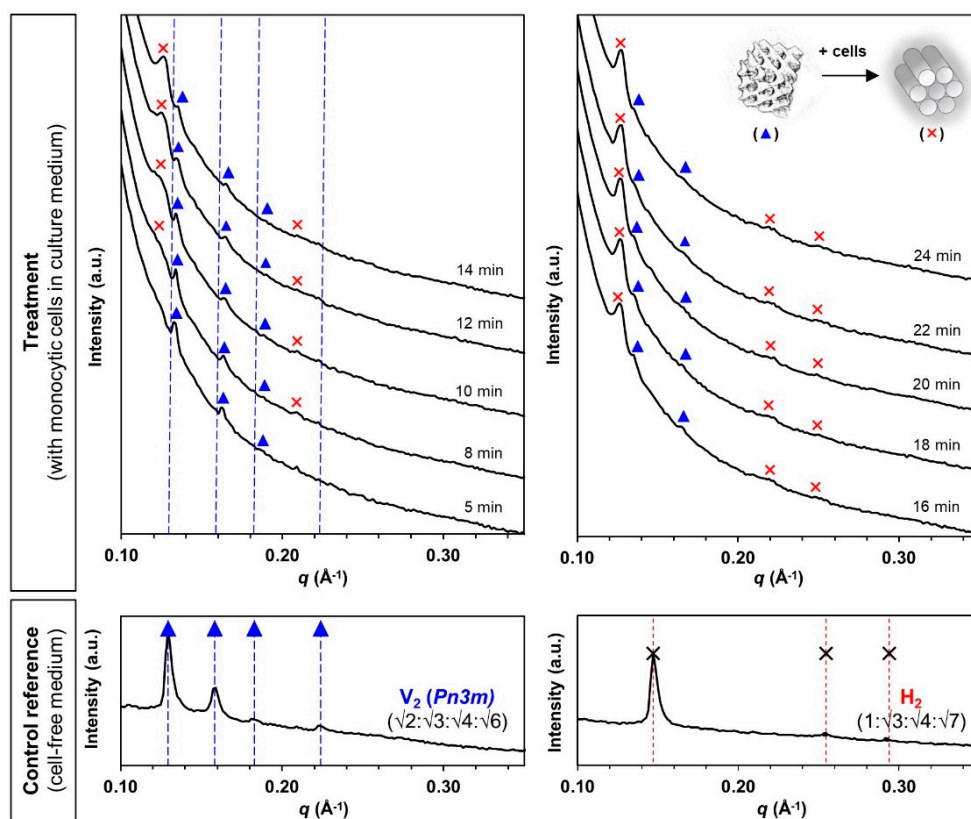 Treatment
(with monocytic cells in culture medium)
Intensity (a.u.)
14 min
12 min
10 min
8 min
5 min
0.10
0.20
0.30
q (Å-1)
Intensity (a.u.)
+ cells
(▲)
(×)
24 min
22 min
20 min
18 min
16 min
0.10
0.20
0.30
q (Å-1)
Control reference
(cell-free medium)
Intensity (a.u.)
V2 (Pn3m)
(√2:√3:√4:√6)
0.10
0.20
0.30
q (Å-1)
Intensity (a.u.)
H2
(1:√3:√4:√7)
0.10
0.20
0.30
q (Å-1)